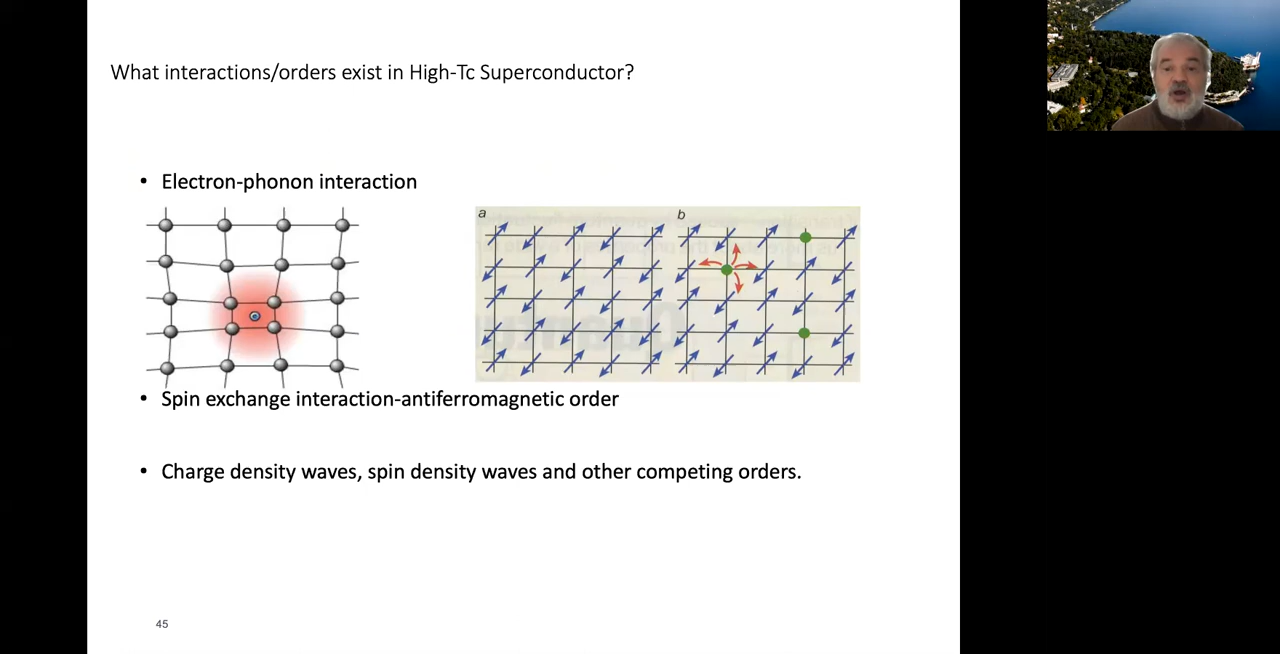 What interactions/orders exist in High-Tc Superconductor?
• Electron-phonon interaction
a
b
• Spin exchange interaction-antiferromagnetic order
• Charge density waves, spin density waves and other competing orders.
45